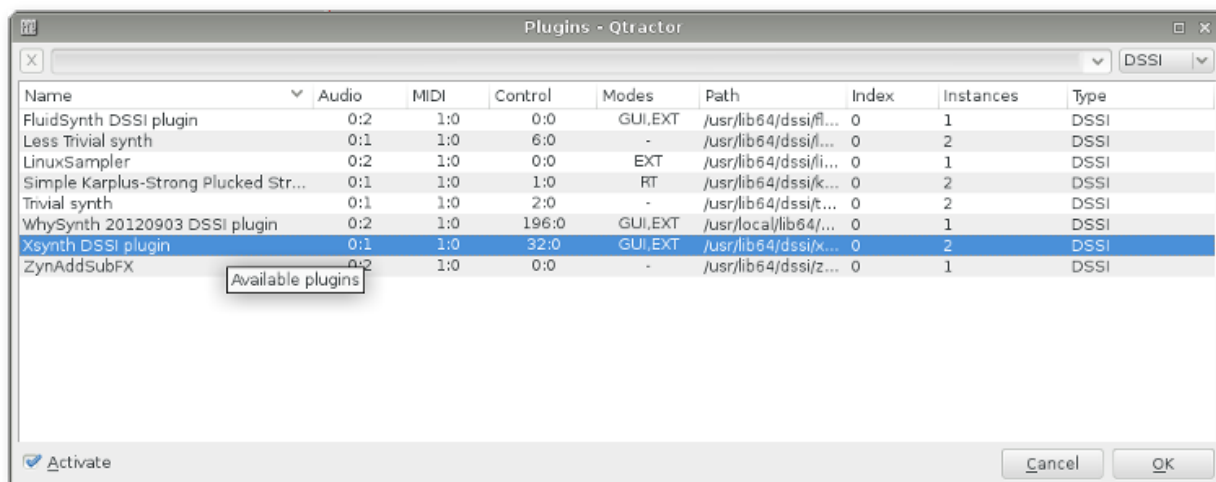 Plugins - Qtractor
X DSSI
Name Audio MIDI Control Modes Path Index Instances Type
FluidSynth DSSI plugin 0:2 1:0 0:0 GUI,EXT /usr/lib64/dssi/fl... 0 1 DSSI
Less Trivial synth 0:1 1:0 6:0 - /usr/lib64/dssi/l... 0 2 DSSI
LinuxSampler 0:2 1:0 0:0 EXT /usr/lib64/dssi/li... 0 1 DSSI
Simple Karplus-Strong Plucked Str... 0:1 1:0 1:0 RT /usr/lib64/dssi/k... 0 2 DSSI
Trivial synth 0:1 1:0 2:0 - /usr/lib64/dssi/t... 0 2 DSSI
WhySynth 20120903 DSSI plugin 0:2 1:0 196:0 GUI,EXT /usr/local/lib64/... 0 1 DSSI
Xsynth DSSI plugin 0:1 1:0 32:0 GUI,EXT /usr/lib64/dssi/x... 0 2 DSSI
ZynAddSubFX 0:2 1:0 0:0 - /usr/lib64/dssi/z... 0 1 DSSI
Available plugins
Activate Cancel OK